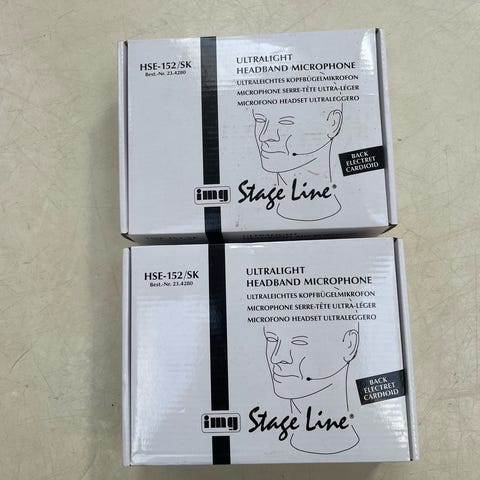 HSE-152/SK
Best.-Nr. 23.4280
ULTRALIGHT
HEADBAND MICROPHONE
ULTRALEICHTES KOPFBÜGELMIKROFON
MICROPHONE SERRE-TÊTE ULTRA-LÉGER
MICROFONO HEADSET ULTRALEGGERO
BACK
ELECTRET
CARDIOID
img Stage Line®
HSE-152/SK
Best.-Nr. 23.4280
ULTRALIGHT
HEADBAND MICROPHONE
ULTRALEICHTES KOPFBÜGELMIKROFON
MICROPHONE SERRE-TÊTE ULTRA-LÉGER
MICROFONO HEADSET ULTRALEGGERO
BACK
ELECTRET
CARDIOID
img Stage Line®